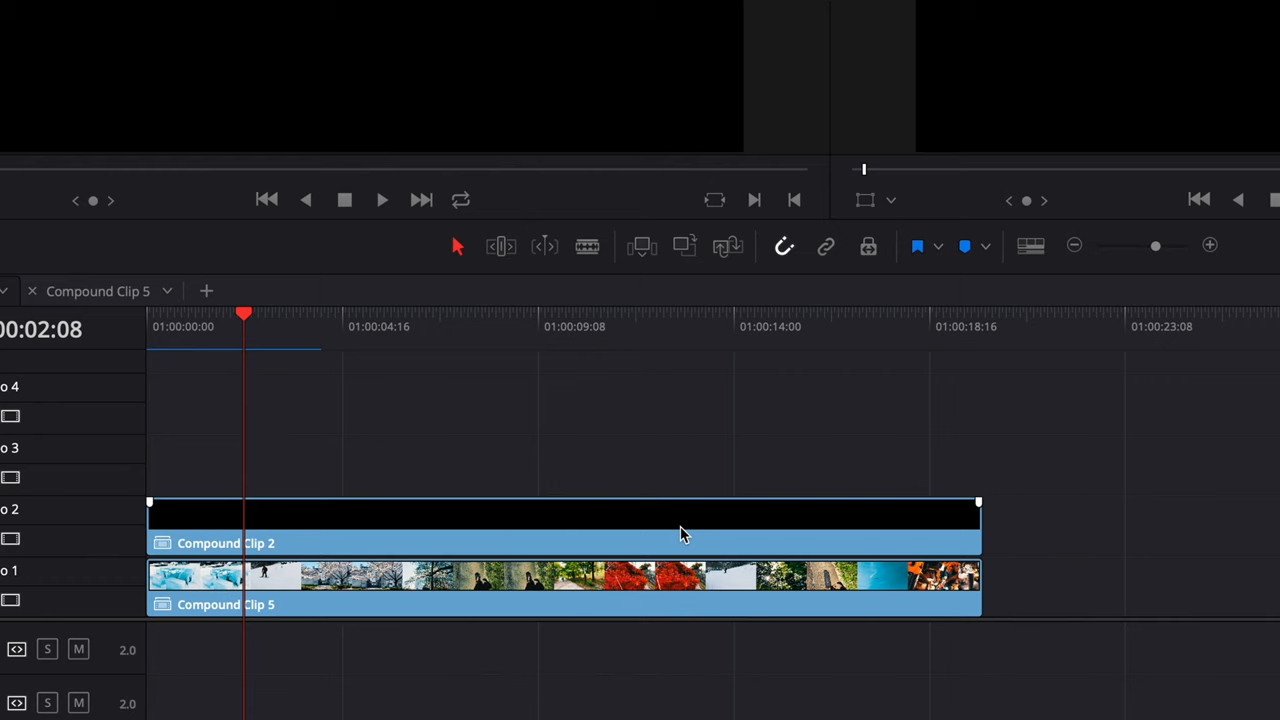 Compound Clip 5
00:02:08
01:00:00:00
01:00:04:16
01:00:09:08
01:00:14:00
01:00:18:16
01:00:23:08
o 4
o 3
o 2
Compound Clip 2
o 1
Compound Clip 5
S M 2.0
S M 2.0